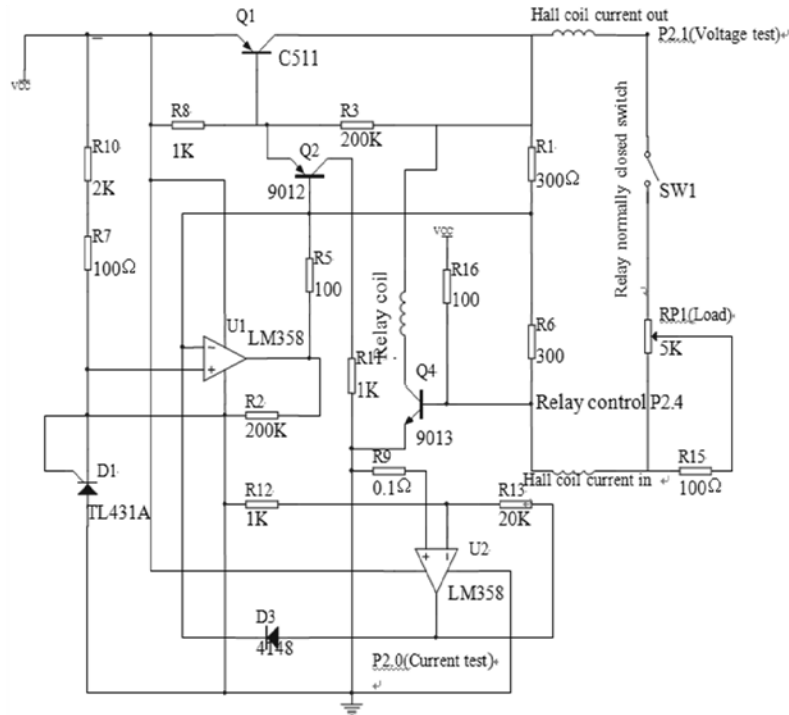 Q1
Hall coil current out
P2.1(Voltage test)
C511
vcc
R8
1K
R3
200K
R10
2K
Q2
9012
R1
300Ω
Relay normally closed switch
SW1
R7
100Ω
R5
100
Relay coil
vcc
R16
100
U1
LM358
R6
300
RP1(Load)
5K
R11
1K
Q4
9013
R2
200K
Relay control P2.4
D1
TL431A
R9
0.1Ω
Hall coil current in
R15
100Ω
R12
1K
R13
20K
U2
LM358
D3
4148
P2.0(Current test)